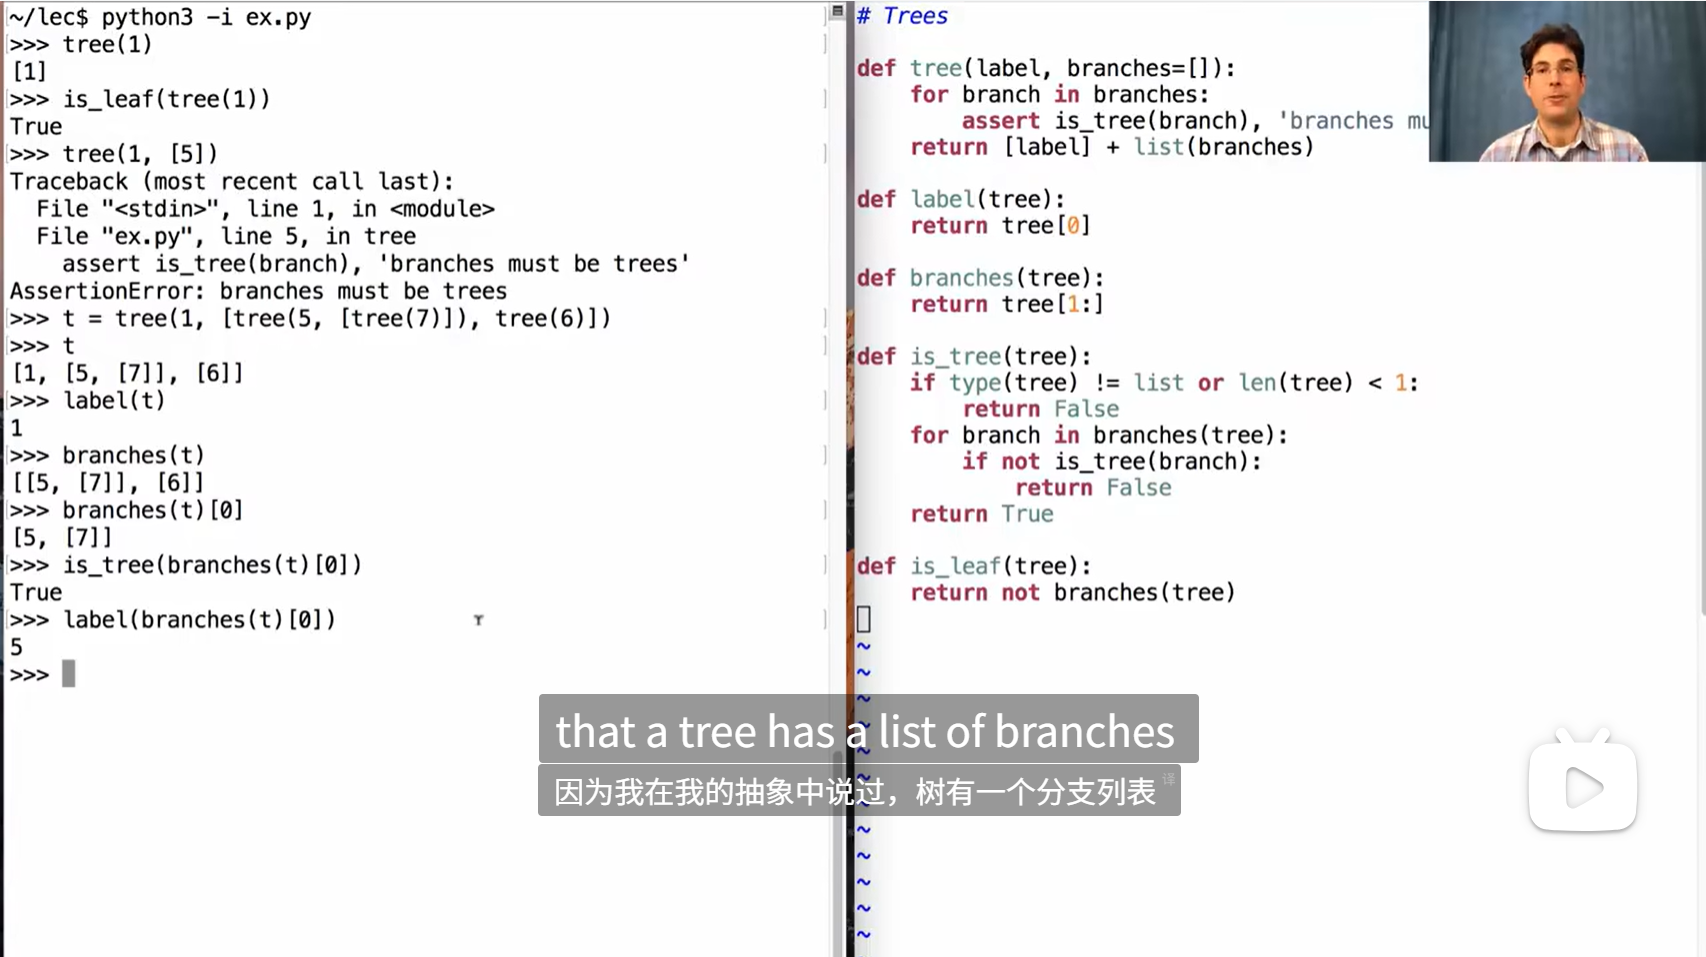 ~/lec$ python3 -i ex.py
>>> tree(1)
[1]
>>> is_leaf(tree(1))
True
>>> tree(1, [5])
Traceback (most recent call last):
  File "<stdin>", line 1, in <module>
  File "ex.py", line 5, in tree
    assert is_tree(branch), 'branches must be trees'
AssertionError: branches must be trees
>>> t = tree(1, [tree(5, [tree(7)]), tree(6)])
>>> t
[1, [5, [7]], [6]]
>>> label(t)
1
>>> branches(t)
[[5, [7]], [6]]
>>> branches(t)[0]
[5, [7]]
>>> is_tree(branches(t)[0])
True
>>> label(branches(t)[0])
5
>>>
# Trees
def tree(label, branches=[]):
    for branch in branches:
        assert is_tree(branch), 'branches mu
    return [label] + list(branches)
def label(tree):
    return tree[0]
def branches(tree):
    return tree[1:]
def is_tree(tree):
    if type(tree) != list or len(tree) < 1:
        return False
    for branch in branches(tree):
        if not is_tree(branch):
            return False
    return True
def is_leaf(tree):
    return not branches(tree)
~
~
~
~
~
~
~
~
~
~
~
~
that a tree has a list of branches
因为我在我的抽象中说过，树有一个分支列表
译